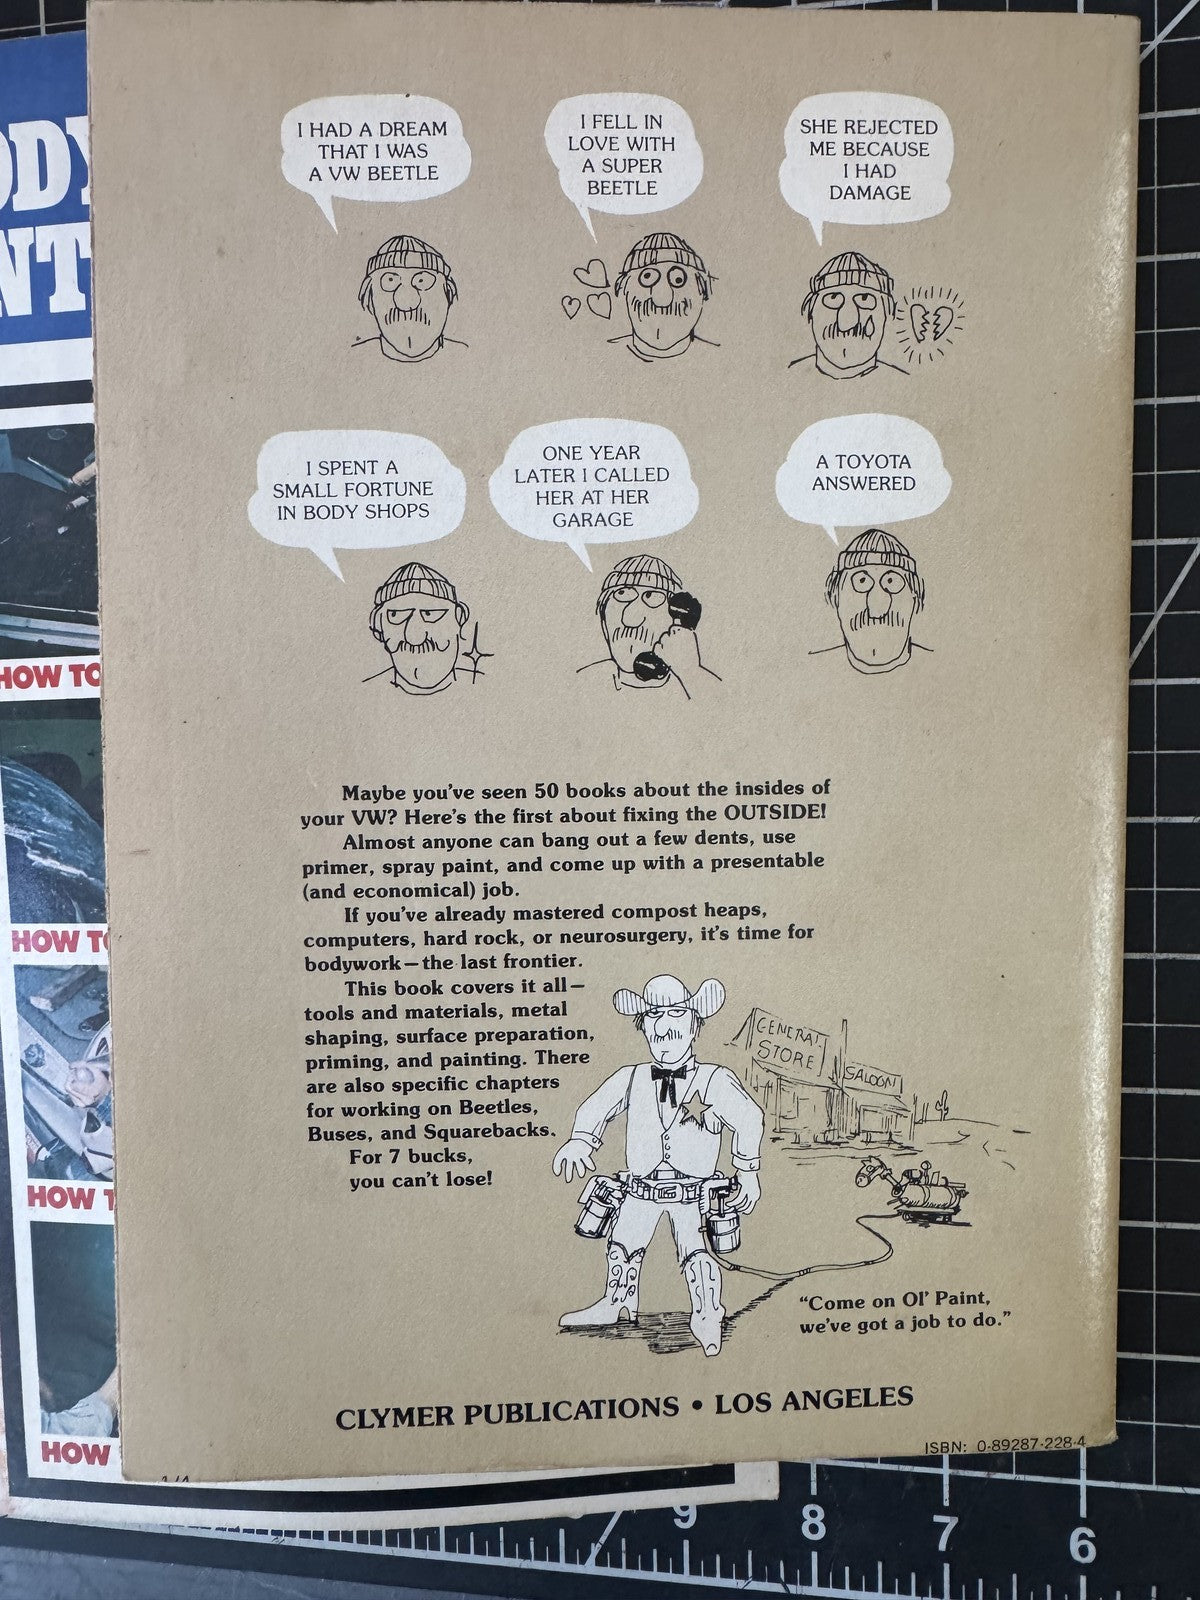 I HAD A DREAM
THAT I WAS
A VW BEETLE
I FELL IN
LOVE WITH
A SUPER
BEETLE
SHE REJECTED
ME BECAUSE
I HAD
DAMAGE
I SPENT A
SMALL FORTUNE
IN BODY SHOPS
ONE YEAR
LATER I CALLED
HER AT HER
GARAGE
A TOYOTA
ANSWERED
Maybe you've seen 50 books about the insides of
your VW? Here's the first about fixing the OUTSIDE!
Almost anyone can bang out a few dents, use
primer, spray paint, and come up with a presentable
(and economical) job.
If you've already mastered compost heaps,
computers, hard rock, or neurosurgery, it's time for
bodywork—the last frontier.
This book covers it all—
tools and materials, metal
shaping, surface preparation,
priming, and painting. There
are also specific chapters
for working on Beetles,
Buses, and Squarebacks.
For 7 bucks,
you can't lose!
GENERAL
STORE
SALOON
"Come on Ol' Paint,
we've got a job to do."
CLYMER PUBLICATIONS • LOS ANGELES
ISBN: 0-89287-228-4
HOW TO
HOW TO
HOW T
HOW
9 8 7 6